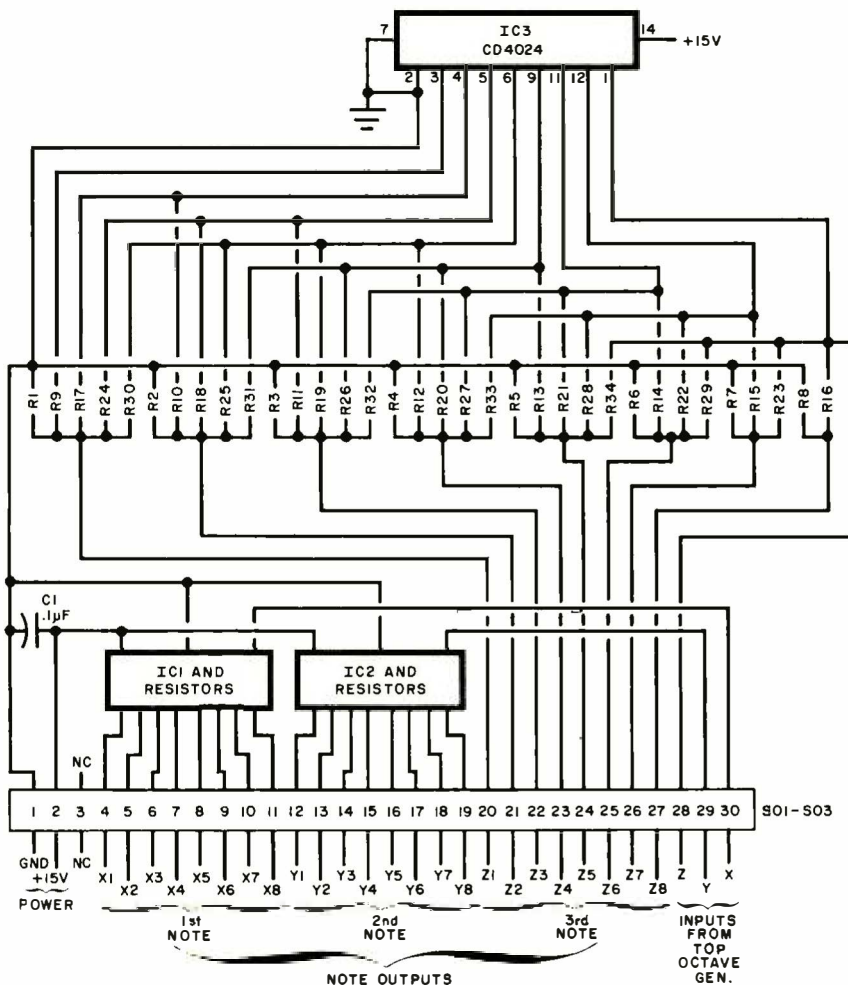 IC3
CD4024
7
14
+15V
2 3 4 5 6 9 11 12 1
R1 R9 R17 R24 R30 R2 R10 R18 R25 R31 R3 R11 R19 R26 R32 R4 R12 R20 R27 R33 R5 R13 R21 R28 R34 R6 R14 R22 R29 R7 R15 R23 R8 R16
C1
.1µF
IC1 AND
RESISTORS
IC2 AND
RESISTORS
NC
1 2 3 4 5 6 7 8 9 10 11 12 13 14 15 16 17 18 19 20 21 22 23 24 25 26 27 28 29 30
SO1-SO3
GND +15V NC X1 X2 X3 X4 X5 X6 X7 X8 Y1 Y2 Y3 Y4 Y5 Y6 Y7 Y8 Z1 Z2 Z3 Z4 Z5 Z6 Z7 Z8 Z Y X
POWER
1st
NOTE
2nd
NOTE
3rd
NOTE
INPUTS
FROM
TOP
OCTAVE
GEN.
NOTE OUTPUTS